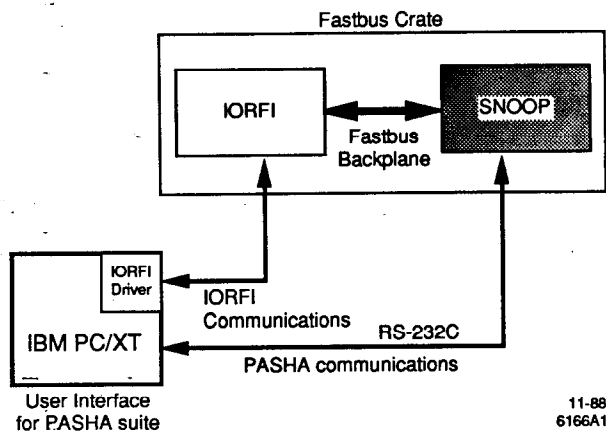 Fastbus Crate
IORFI
SNOOP
Fastbus
Backplane
IORFI
Driver
IORFI
Communications
IBM PC/XT
RS-232C
PASHA communications
User Interface
for PASHA suite
11-88
6166A1